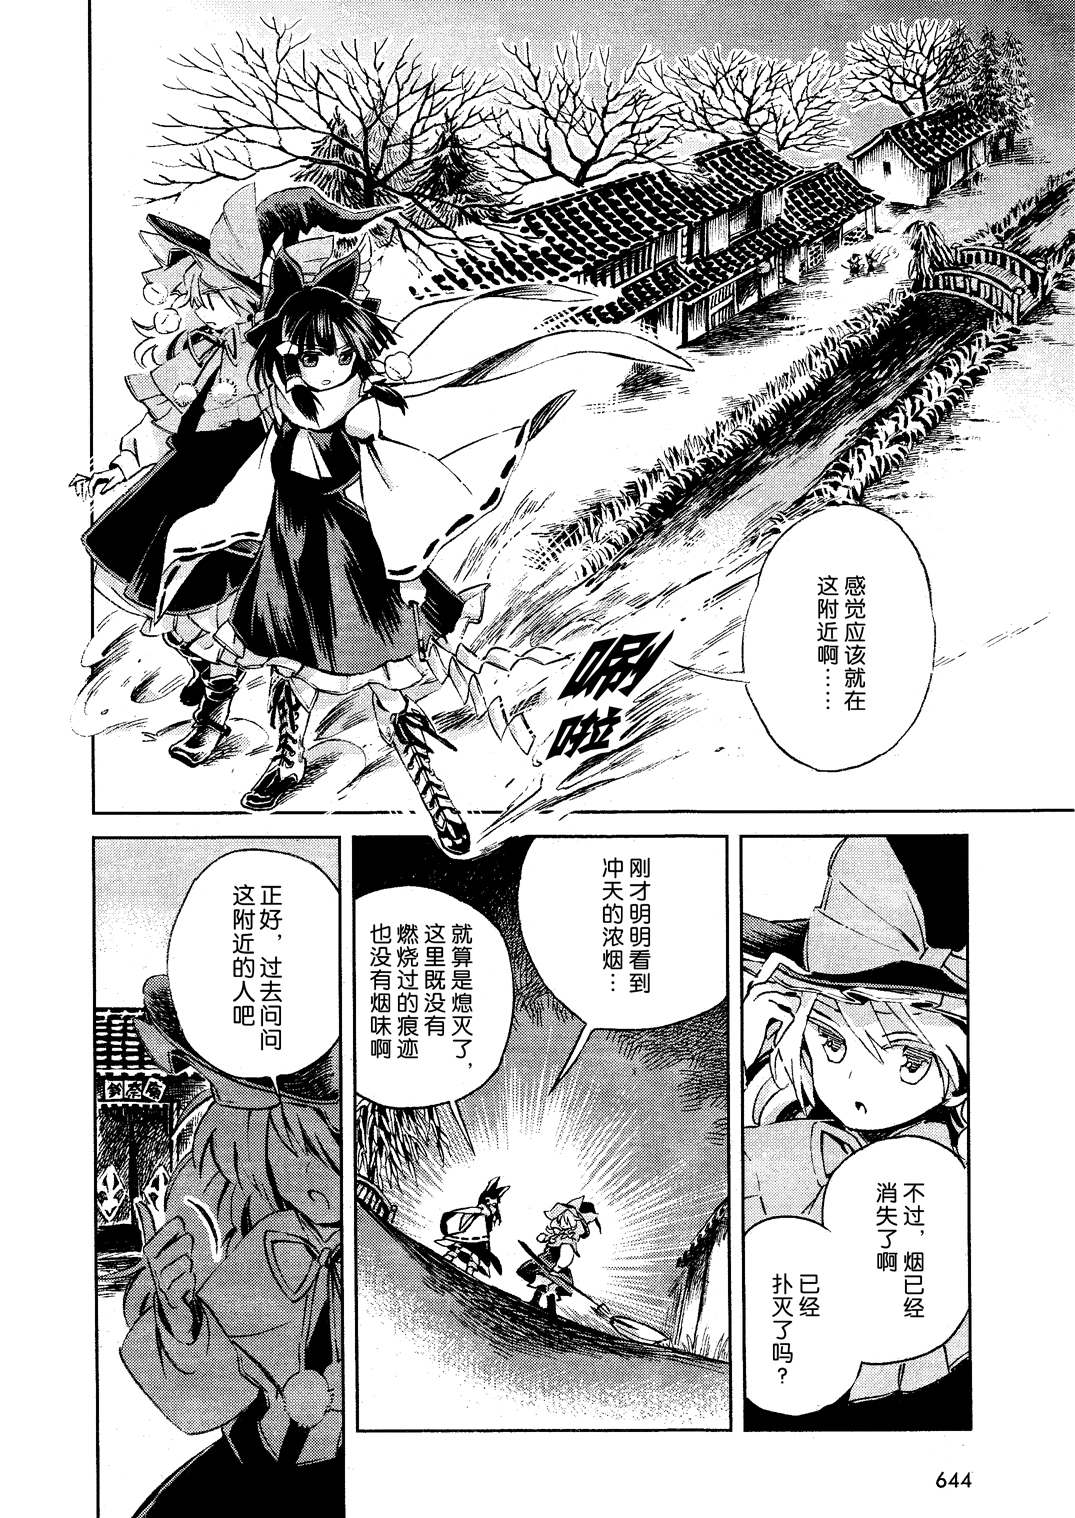 感觉应该就在
这附近啊……
唰
啦
不过，烟已经
消失了啊
已经
扑灭了吗？
刚才明明看到
冲天的浓烟…
就算是熄灭了，
这里既没有
燃烧过的痕迹
也没有烟味啊
正好，过去问问
这附近的人吧
鈴奈庵
644